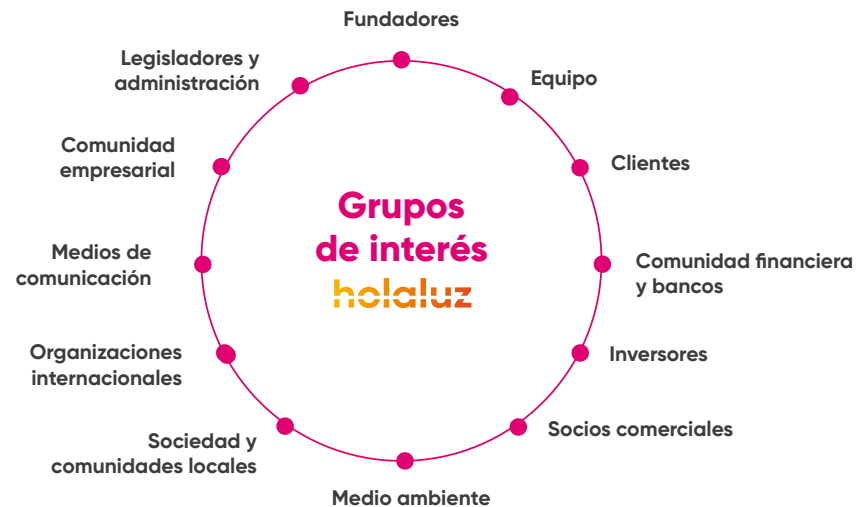 Fundadores
Legisladores y
administración
Equipo
Comunidad
empresarial
Clientes
Grupos
de interés
holaluz
Medios de
comunicación
Comunidad financiera
y bancos
Organizaciones
internacionales
Inversores
Sociedad y
comunidades locales
Socios comerciales
Medio ambiente